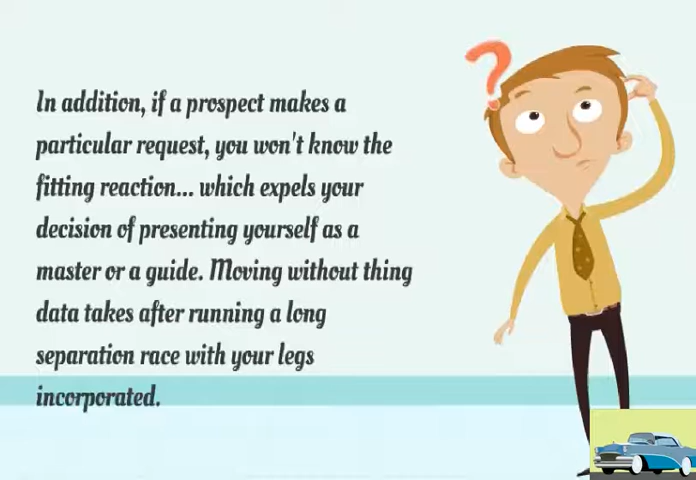 In addition, if a prospect makes a
particular request, you won't know the
fitting reaction... which expels your
decision of presenting yourself as a
master or a guide. Moving without thing
data takes after running a long
separation race with your legs
incorporated.
?